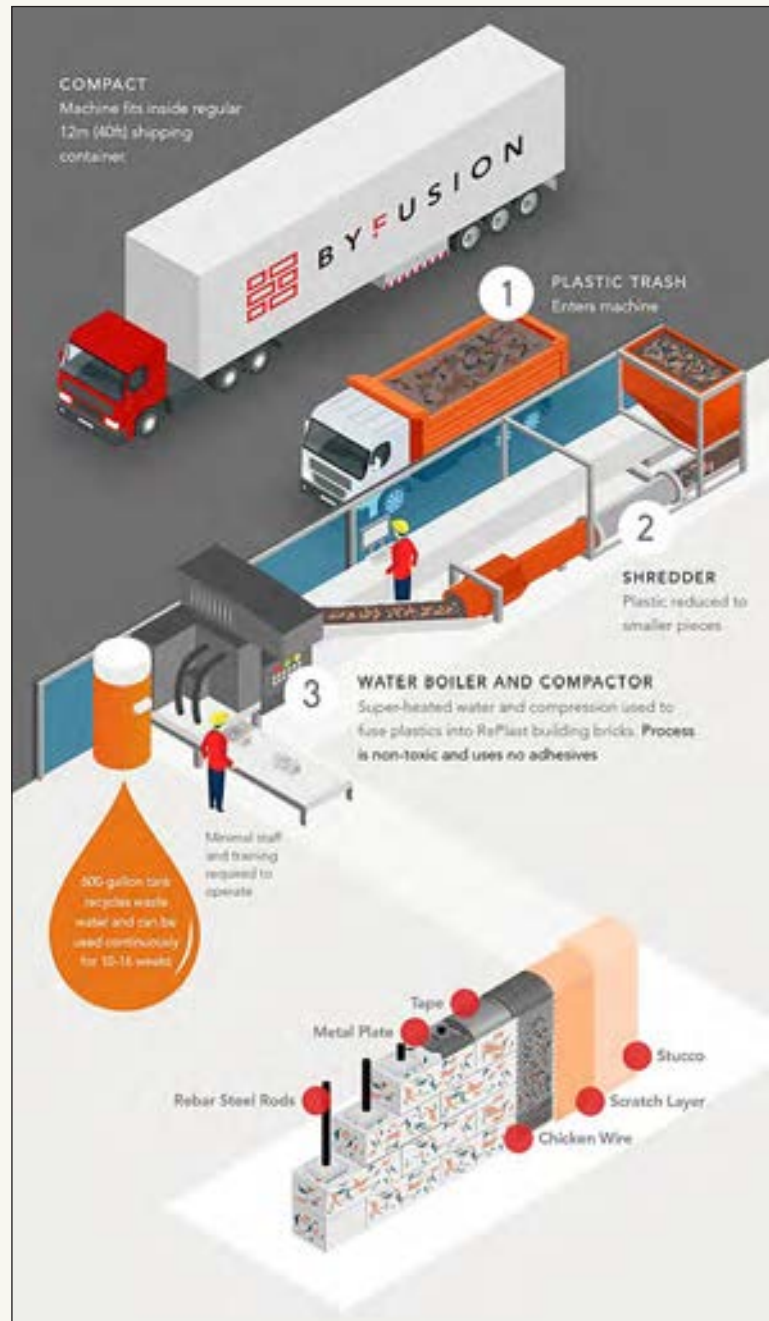 COMPACT
Machine fits inside regular
12m (40ft) shipping
container.
BYFUSION
1
PLASTIC TRASH
Enters machine
2
SHREDDER
Plastic reduced to
smaller pieces
3
WATER BOILER AND COMPACTOR
Super-heated water and compression used to
fuse plastics into RePlast building bricks. Process
is non-toxic and uses no adhesives
Minimal staff
and training
required to
operate
600-gallon tank
recycles waste
water and can be
used continuously
for 10-16 weeks
Tape
Metal Plate
Rebar Steel Rods
Stucco
Scratch Layer
Chicken Wire